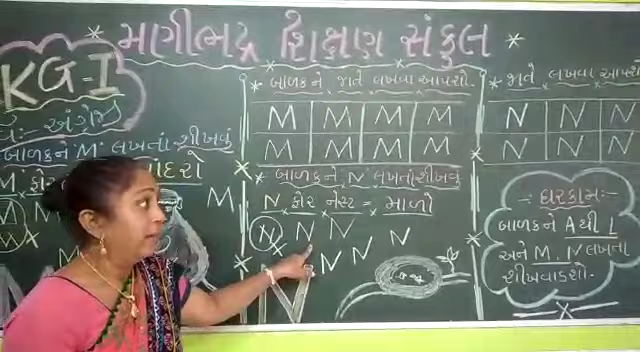 માણીભદ્ર શિક્ષણ સંકુલ
KG-I
:- અંગ્રેજી
બાળકને 'M' લખતાં શીખવું
M
બાળકને જાતે લખવા આપશો.
M M M M
M M M M
બાળકને 'N' લખતાં શીખવું
N ફોર નેસ્ટ = માળો
N N N
N N N
જાતે લખવા આપશો
N N N
N N N
ઘરકામ:-
બાળકને A થી L
અને M, N લખતા
શીખવાડશો.